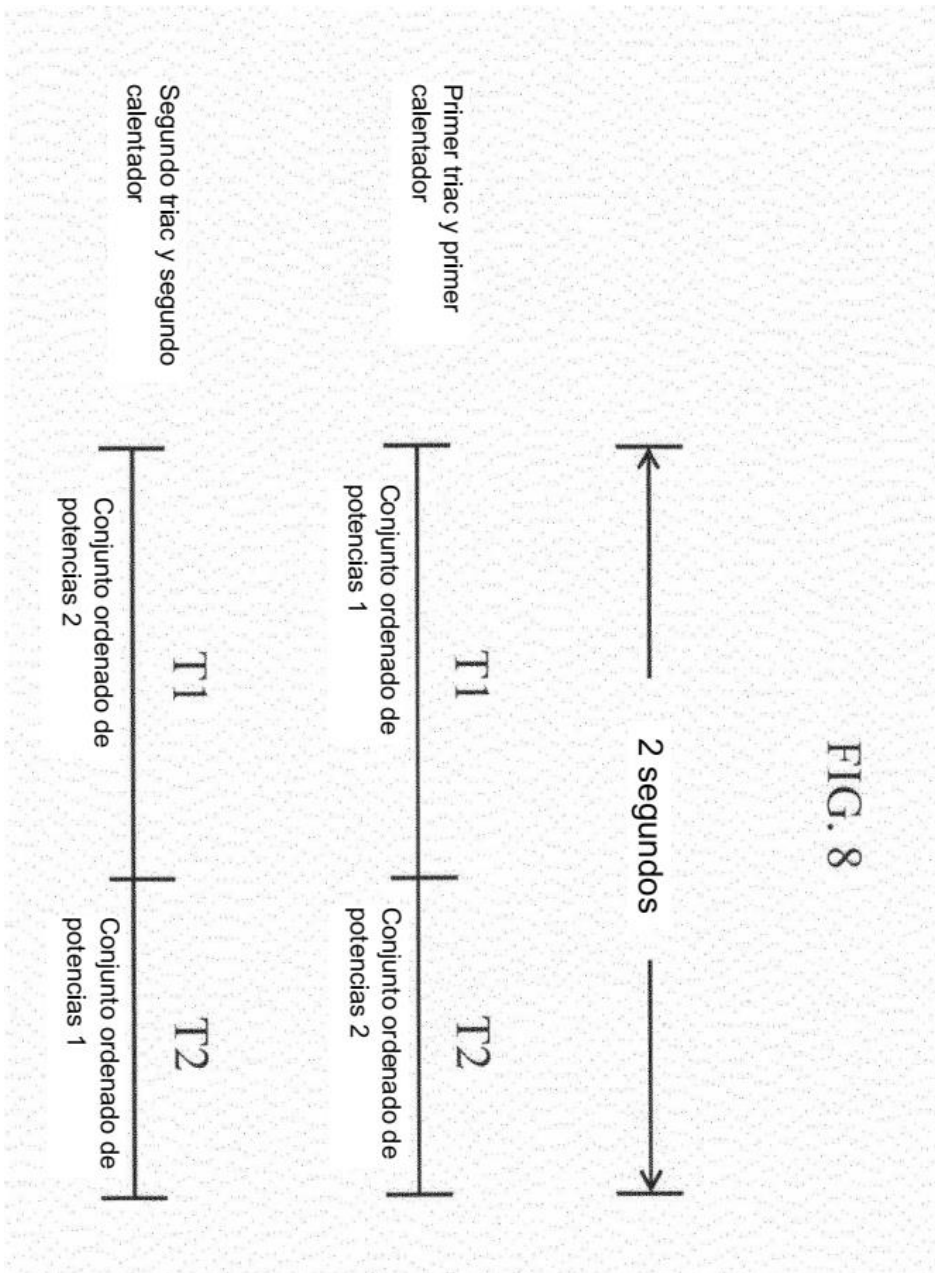 FIG. 8
2 segundos
Primer triac y primer
calentador
T1
T2
Conjunto ordenado de
potencias 1
Conjunto ordenado de
potencias 2
Segundo triac y segundo
calentador
T1
T2
Conjunto ordenado de
potencias 2
Conjunto ordenado de
potencias 1